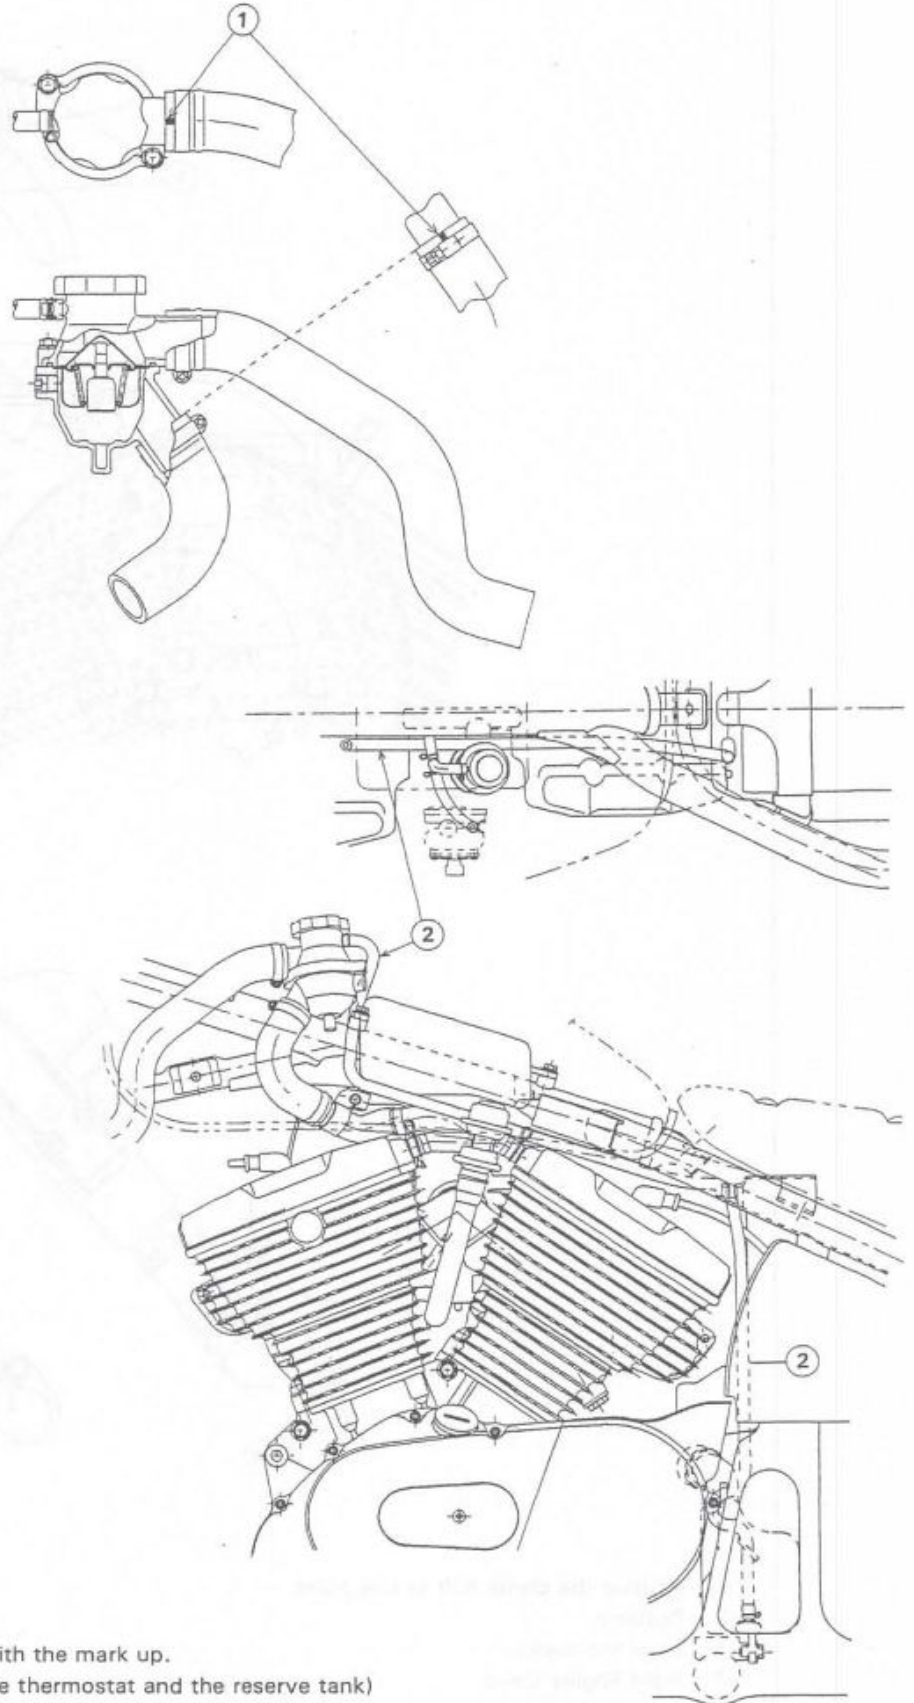 1
2
2
ith the mark up.
e thermostat and the reserve tank)